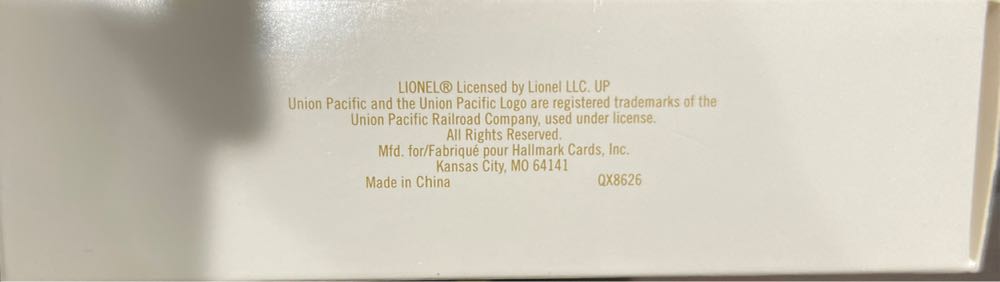 LIONEL® Licensed by Lionel LLC. UP
Union Pacific and the Union Pacific Logo are registered trademarks of the
Union Pacific Railroad Company, used under license.
All Rights Reserved.
Mfd. for/Fabriqué pour Hallmark Cards, Inc.
Kansas City, MO 64141
Made in China QX8626